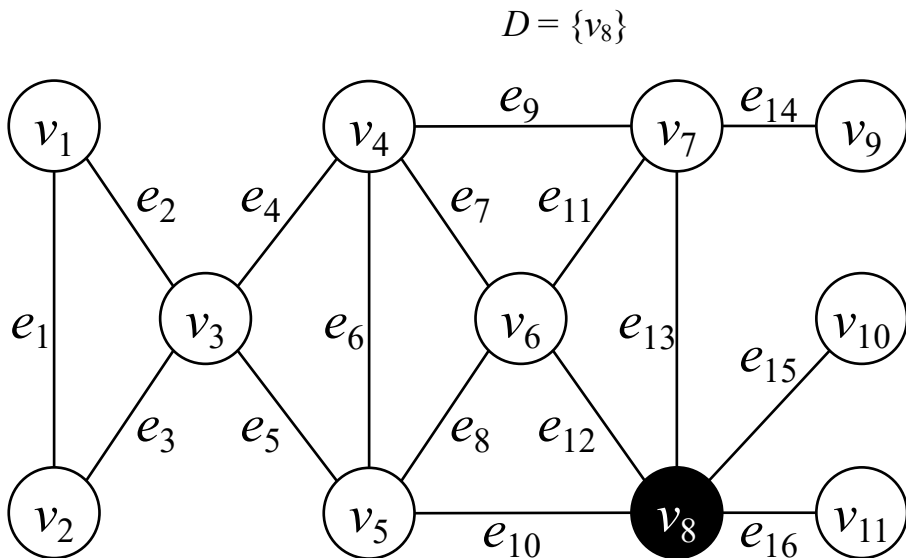 D = {v₈}
v₁ v₄ e₉ v₇ e₁₄ v₉
e₂ e₄ e₇ e₁₁
e₁ v₃ e₆ v₆ e₁₃ v₁₀
e₁₅
e₃ e₅ e₈ e₁₂
v₂ v₅ e₁₀ v₈ e₁₆ v₁₁